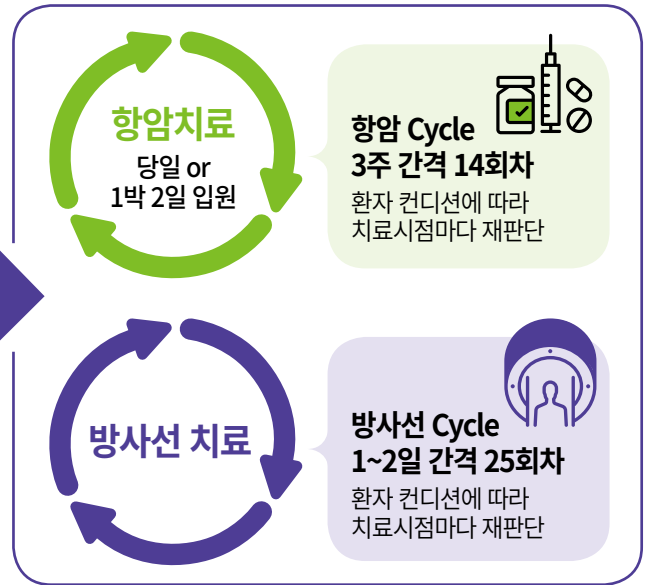 항암치료
당일 or
1박 2일 입원
항암 Cycle
3주 간격 14회차
환자 컨디션에 따라
치료시점마다 재판단
방사선 치료
방사선 Cycle
1~2일 간격 25회차
환자 컨디션에 따라
치료시점마다 재판단